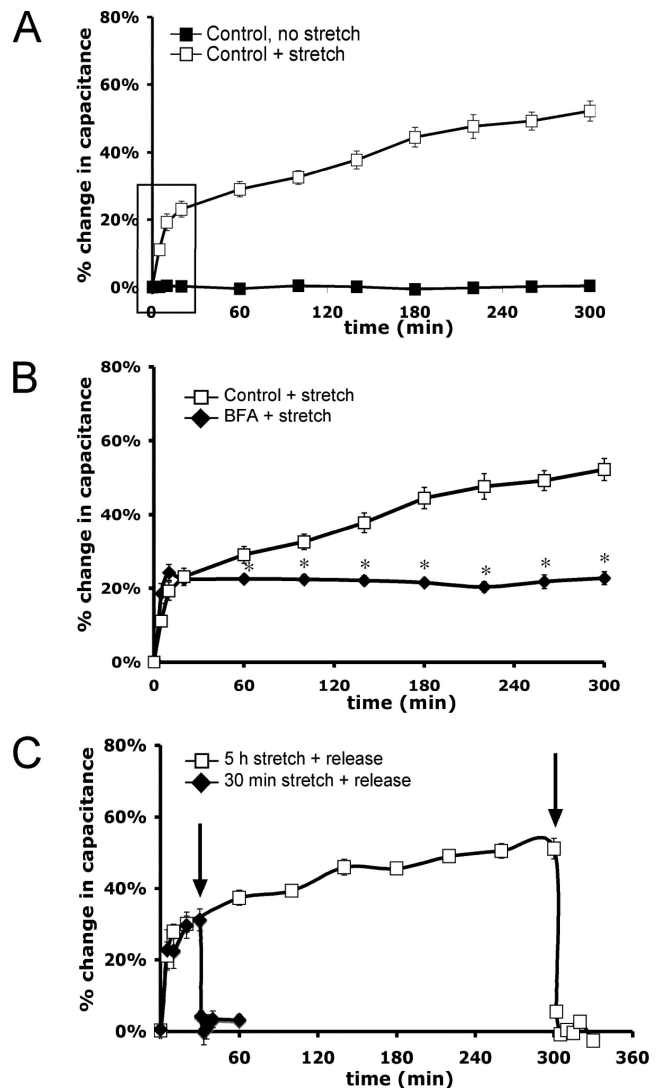 A
80%
Control, no stretch
Control + stretch
60%
40%
20%
0%
% change in capacitance
0 60 120 180 240 300
time (min)
B
80%
Control + stretch
BFA + stretch
60%
40%
20%
0%
% change in capacitance
* * * * * * *
0 60 120 180 240 300
time (min)
C
80%
5 h stretch + release
30 min stretch + release
60%
40%
20%
0%
% change in capacitance
60 120 180 240 300 360
time (min)